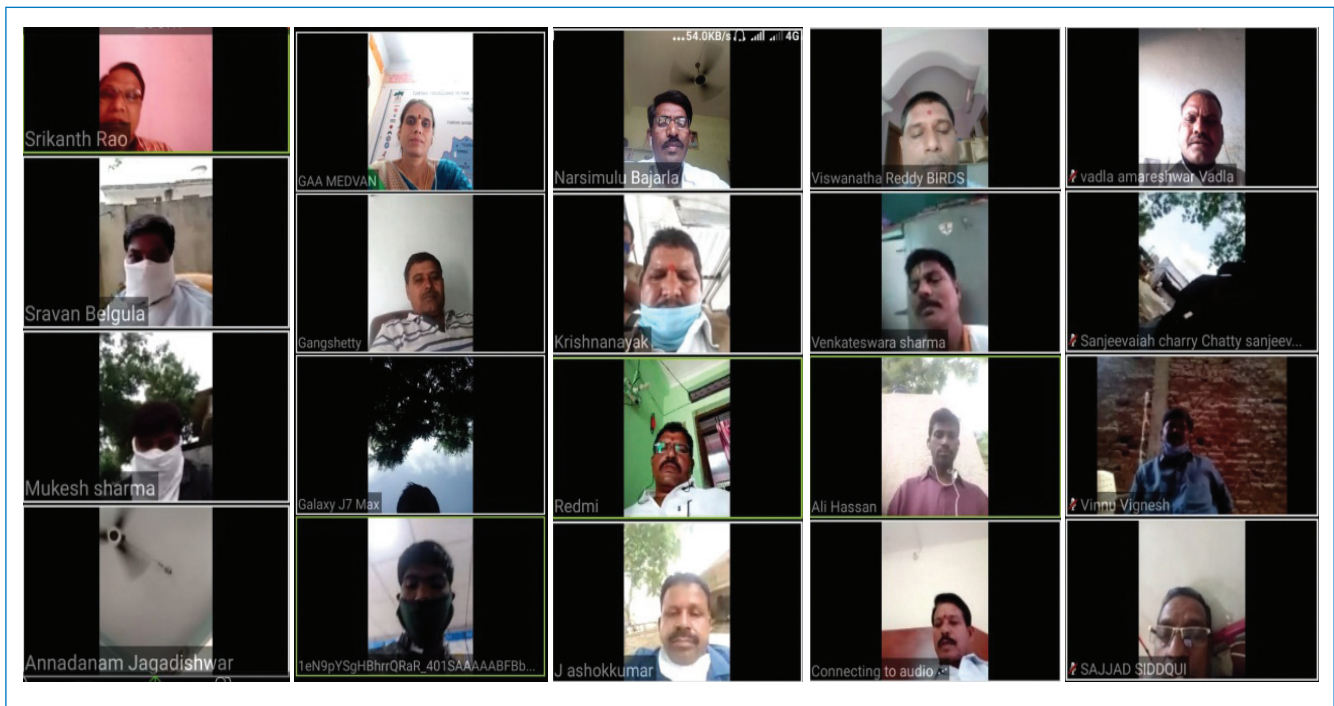 Srikanth Rao
GAA MEDVAN
...54.0KB/s 4G
Narsimulu Bajarla
Viswanatha Reddy BIRDS
vadla amareshwar Vadla
Sravan Belgula
Gangshetty
Krishnanayak
Venkateswara sharma
Sanjeevaiah charry Chatty sanjeev...
Mukesh sharma
Galaxy J7 Max
Redmi
Ali Hassan
Vinnu Vignesh
Annadanam Jagadishwar
1eN9pYSgHBhrrQRaR_401SAAAAABFBb...
J ashokkumar
Connecting to audio
SAJJAD SIDDQUI